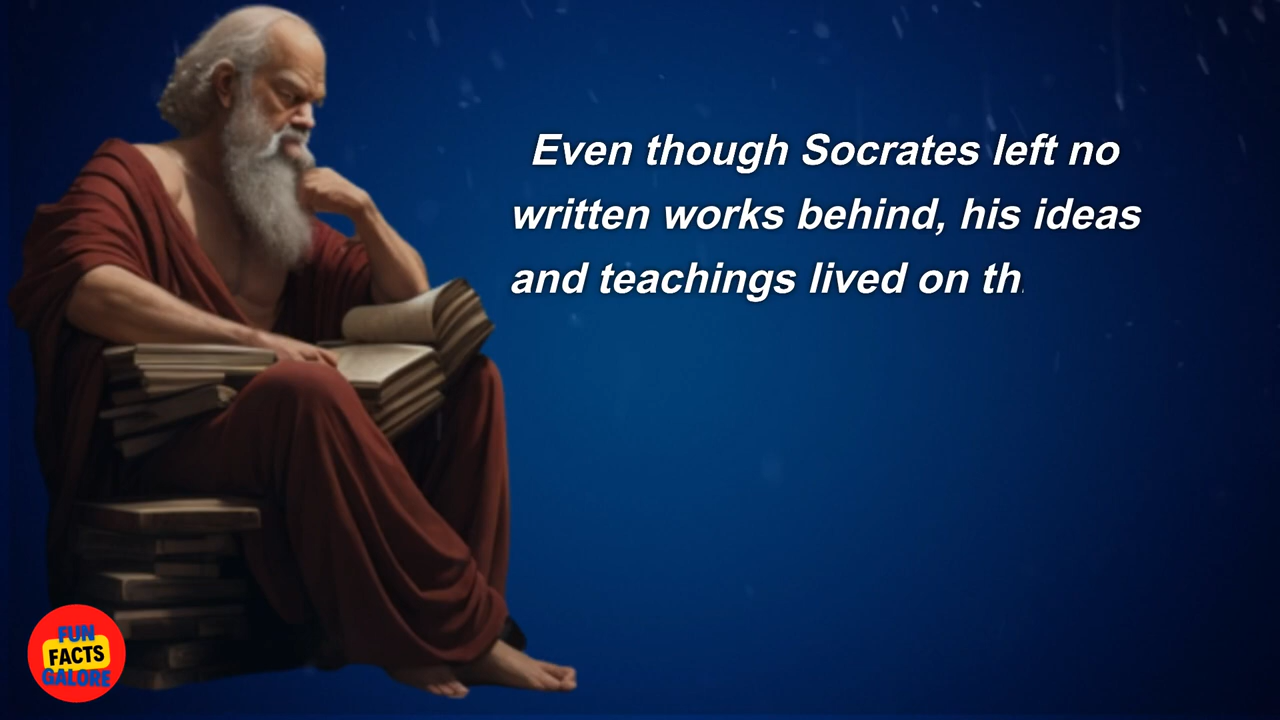 Even though Socrates left no
written works behind, his ideas
and teachings lived on th
FUN
FACTS
GALORE